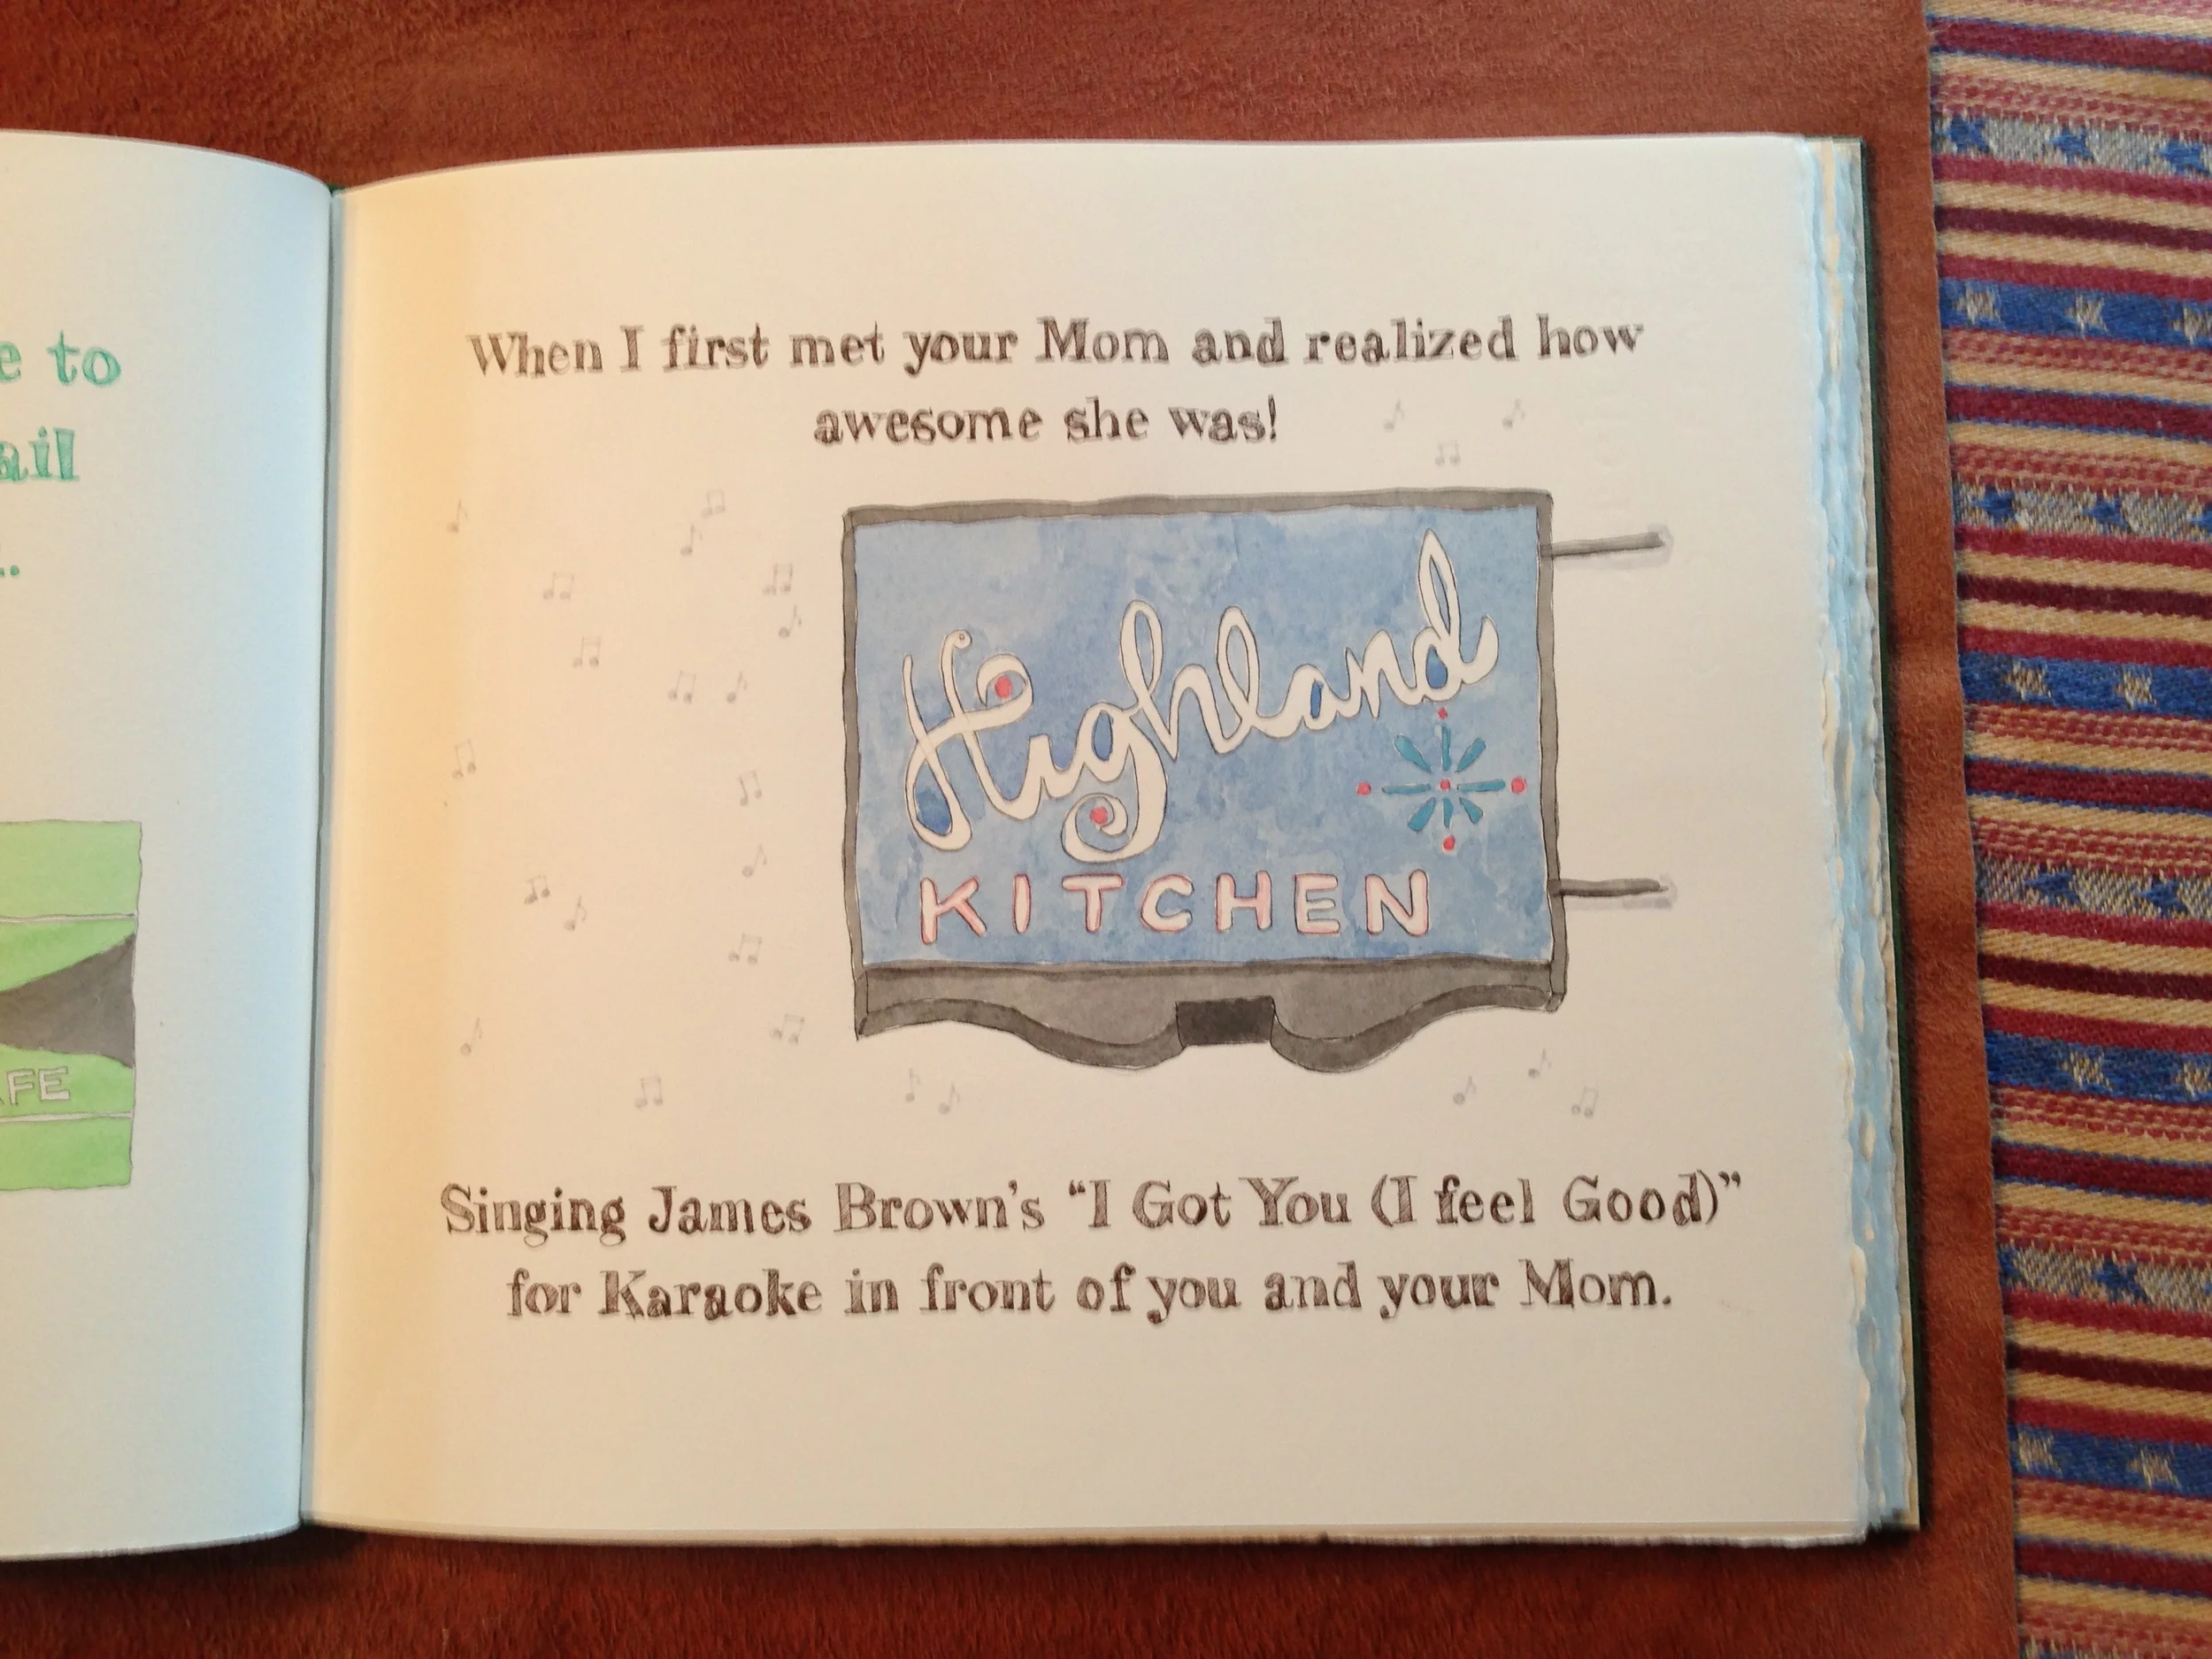 e to
ail
..
AFE
When I first met your Mom and realized how
awesome she was!
Highland
KITCHEN
Singing James Brown's “I Got You (I feel Good)”
for Karaoke in front of you and your Mom.